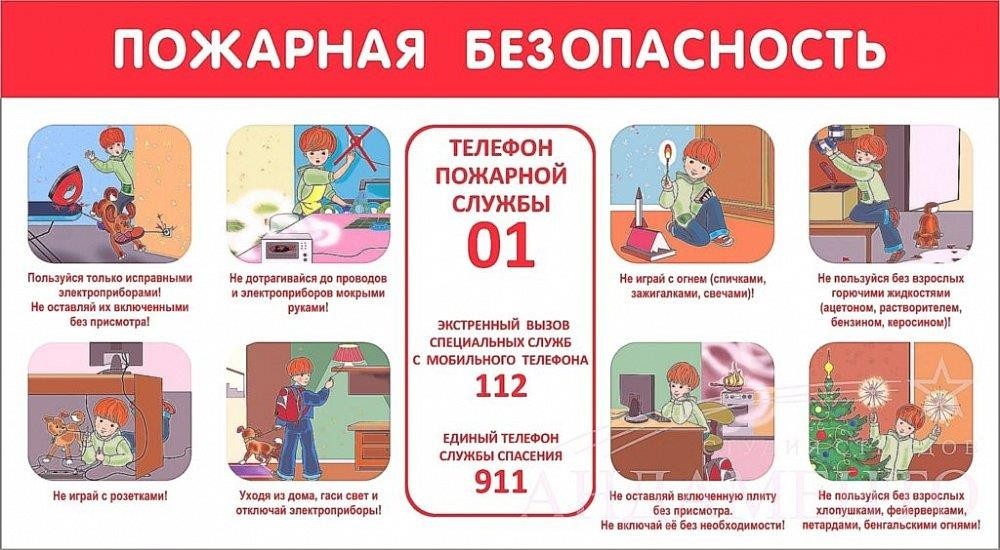 ПОЖАРНАЯ БЕЗОПАСНОСТЬ
Пользуйся только исправными
электроприборами!
Не оставляй их включенными
без присмотра!
Не дотрагивайся до проводов
и электроприборов мокрыми
руками!
ТЕЛЕФОН
ПОЖАРНОЙ
СЛУЖБЫ
01
ЭКСТРЕННЫЙ ВЫЗОВ
СПЕЦИАЛЬНЫХ СЛУЖБ
С МОБИЛЬНОГО ТЕЛЕФОНА
112
ЕДИНЫЙ ТЕЛЕФОН
СЛУЖБЫ СПАСЕНИЯ
911
Не играй с огнем (спичками,
зажигалками, свечами)!
Не пользуйся без взрослых
горючими жидкостями
(ацетоном, растворителем,
бензином, керосином)!
Не играй с розетками!
Уходя из дома, гаси свет и
отключай электроприборы!
Не оставляй включенную плиту
без присмотра.
Не включай её без необходимости!
Не пользуйся без взрослых
хлопушками, фейерверками,
петардами, бенгальскими огнями!
СТУДИЯ СТЕНДОВ